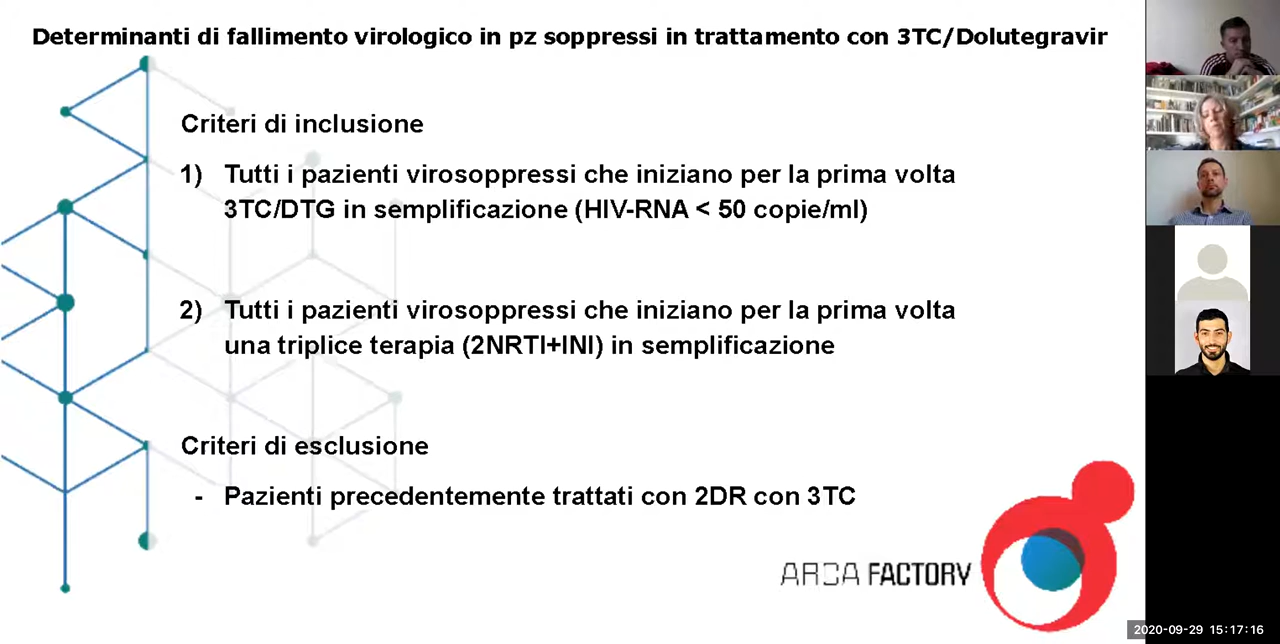 Determinanti di fallimento virologico in pz soppressi in trattamento con 3TC/Dolutegravir
Criteri di inclusione
1) Tutti i pazienti virosoppressi che iniziano per la prima volta
3TC/DTG in semplificazione (HIV-RNA < 50 copie/ml)
2) Tutti i pazienti virosoppressi che iniziano per la prima volta
una triplice terapia (2NRTI+INI) in semplificazione
Criteri di esclusione
- Pazienti precedentemente trattati con 2DR con 3TC
ARCA FACTORY
2020-09-29 15:17:16